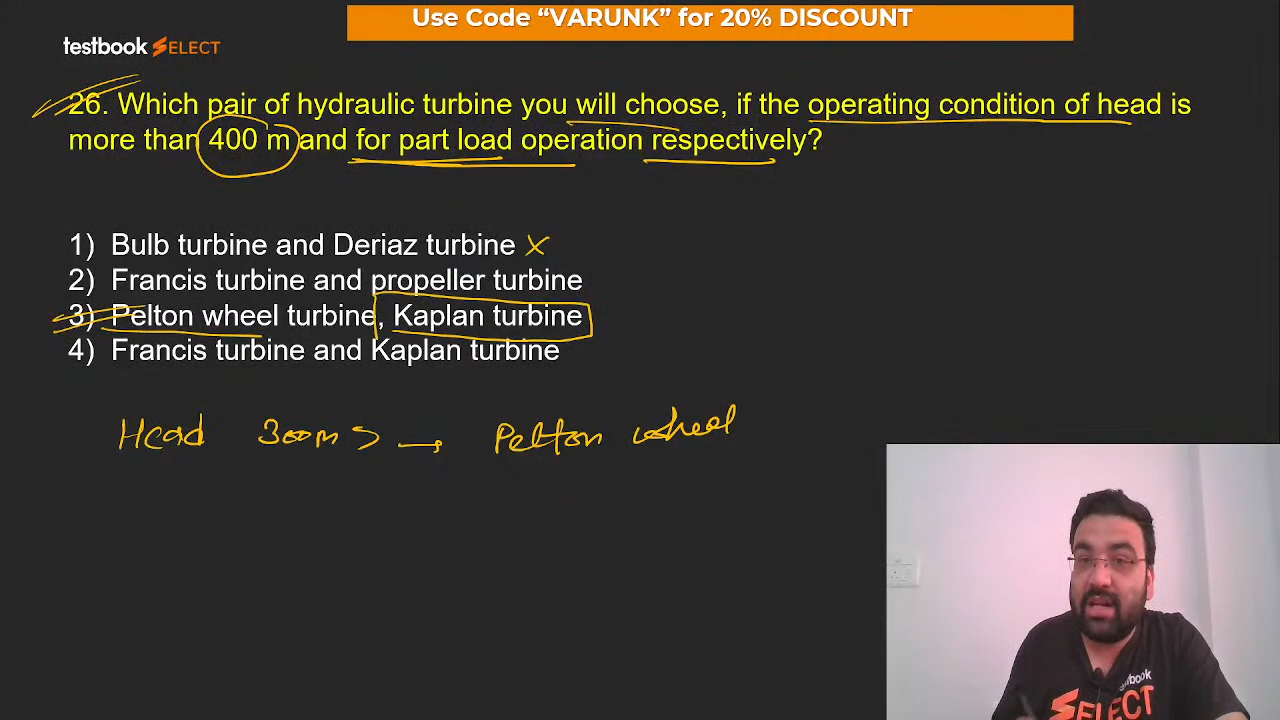 Use Code “VARUNK” for 20% DISCOUNT
testbook SELECT
26. Which pair of hydraulic turbine you will choose, if the operating condition of head is
more than 400 m and for part load operation respectively?
1) Bulb turbine and Deriaz turbine X
2) Francis turbine and propeller turbine
3) Pelton wheel turbine, Kaplan turbine
4) Francis turbine and Kaplan turbine
Head 300m > → Pelton wheel
testbook
SELECT